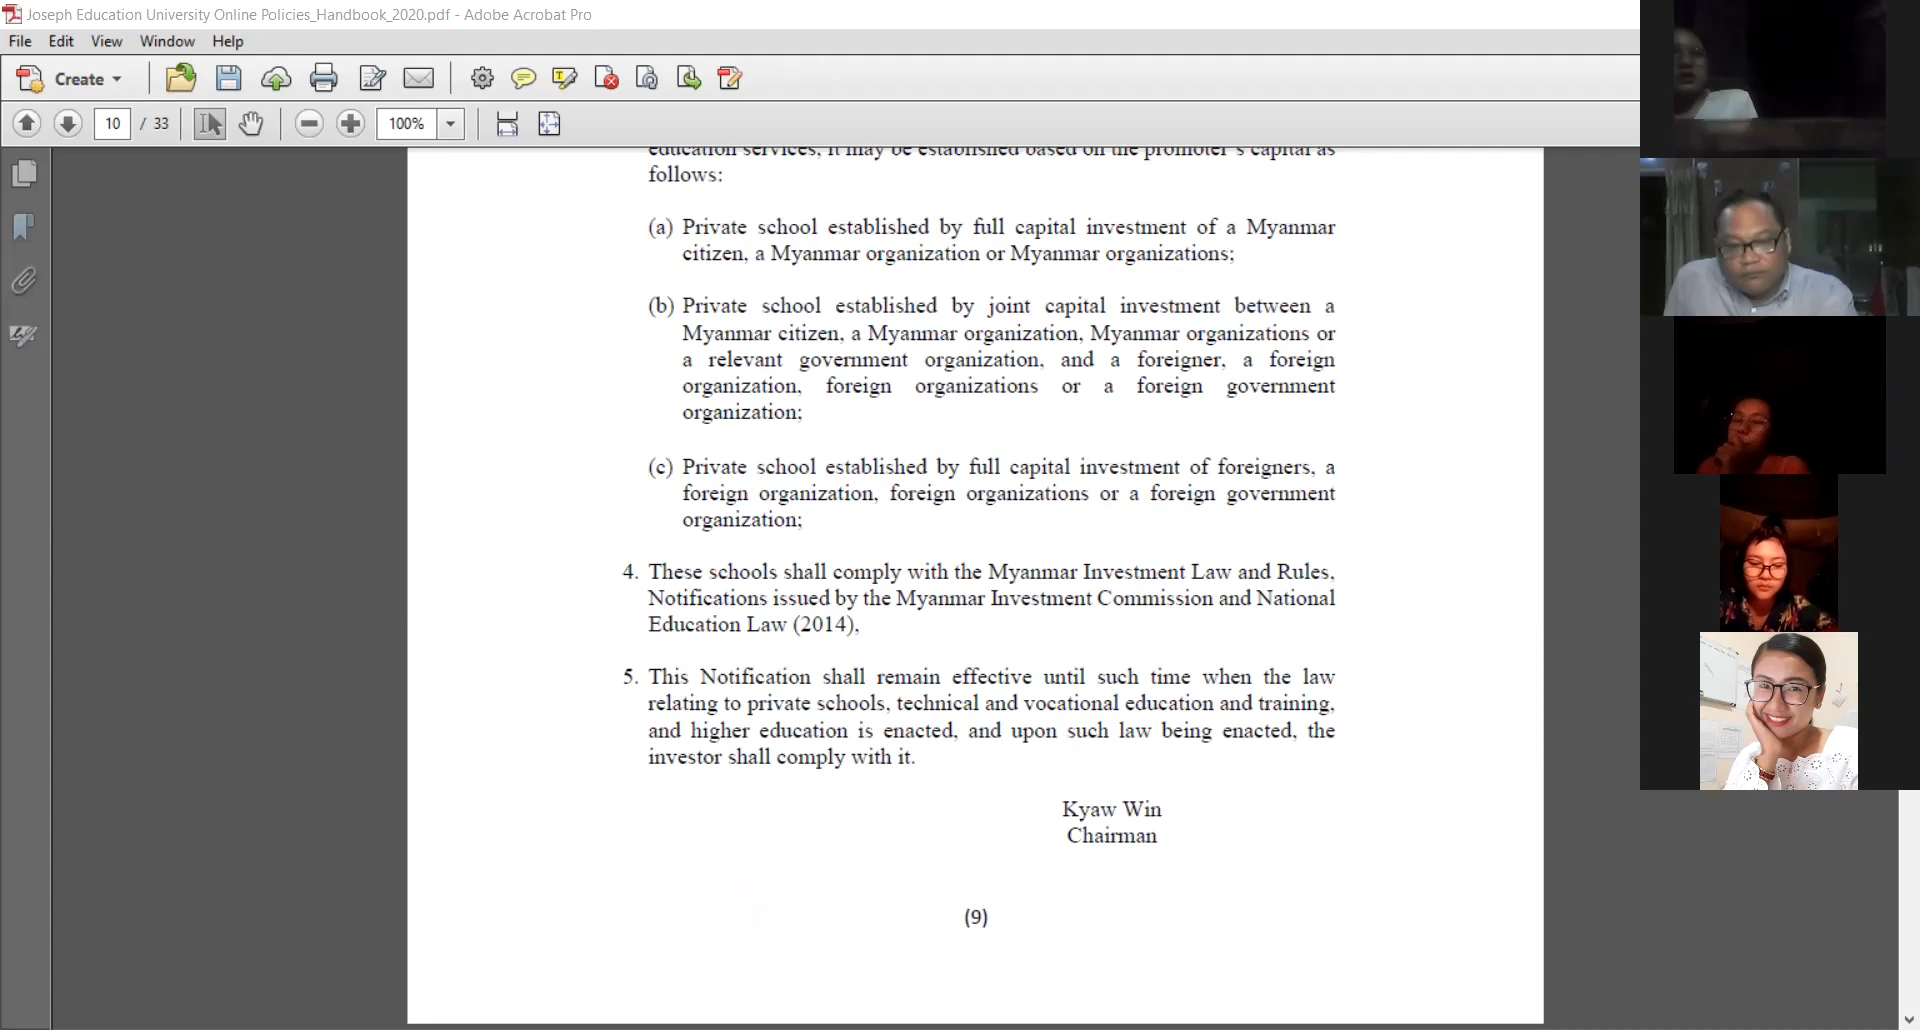 Joseph Education University Online Policies_Handbook_2020.pdf - Adobe Acrobat Pro
File Edit View Window Help
Create
10 / 33 100%
education services, it may be established based on the promoter's capital as
follows:
(a) Private school established by full capital investment of a Myanmar
citizen, a Myanmar organization or Myanmar organizations;
(b) Private school established by joint capital investment between a
Myanmar citizen, a Myanmar organization, Myanmar organizations or
a relevant government organization, and a foreigner, a foreign
organization, foreign organizations or a foreign government
organization;
(c) Private school established by full capital investment of foreigners, a
foreign organization, foreign organizations or a foreign government
organization;
4. These schools shall comply with the Myanmar Investment Law and Rules,
Notifications issued by the Myanmar Investment Commission and National
Education Law (2014),
5. This Notification shall remain effective until such time when the law
relating to private schools, technical and vocational education and training,
and higher education is enacted, and upon such law being enacted, the
investor shall comply with it.
Kyaw Win
Chairman
(9)